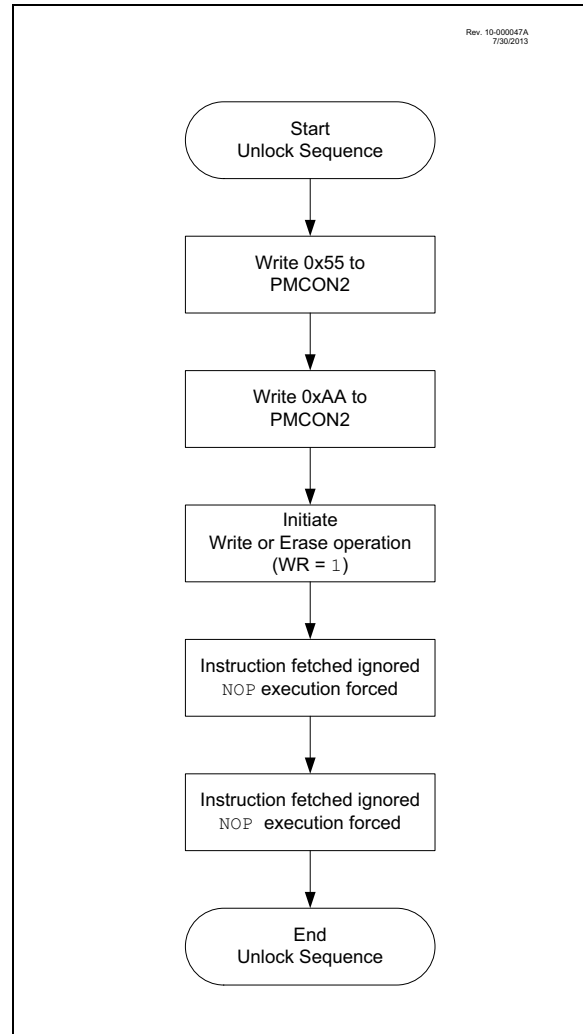 Rev. 10-000047A
7/30/2013
Start
Unlock Sequence
Write 0x55 to
PMCON2
Write 0xAA to
PMCON2
Initiate
Write or Erase operation
(WR = 1)
Instruction fetched ignored
NOP execution forced
Instruction fetched ignored
NOP execution forced
End
Unlock Sequence